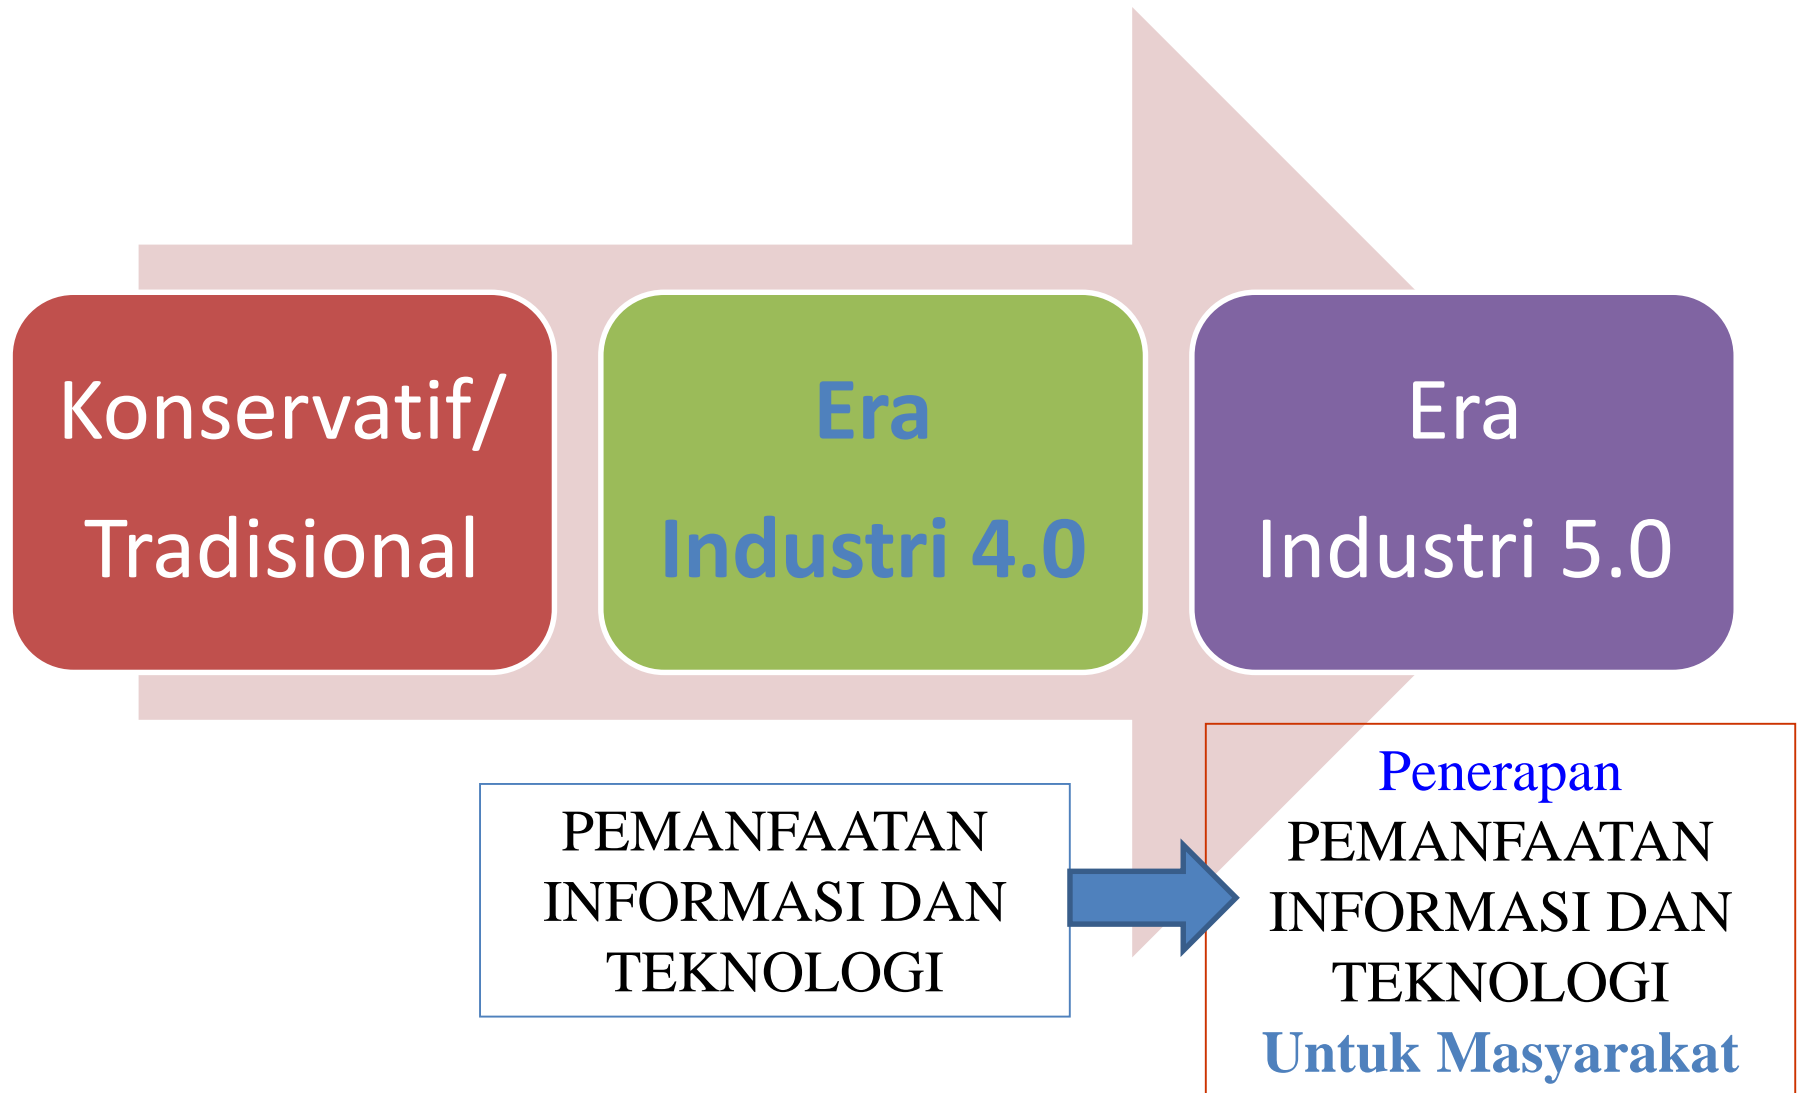 Konservatif/
Tradisional
Era
Industri 4.0
Era
Industri 5.0
PEMANFAATAN
INFORMASI DAN
TEKNOLOGI
Penerapan
PEMANFAATAN
INFORMASI DAN
TEKNOLOGI
Untuk Masyarakat